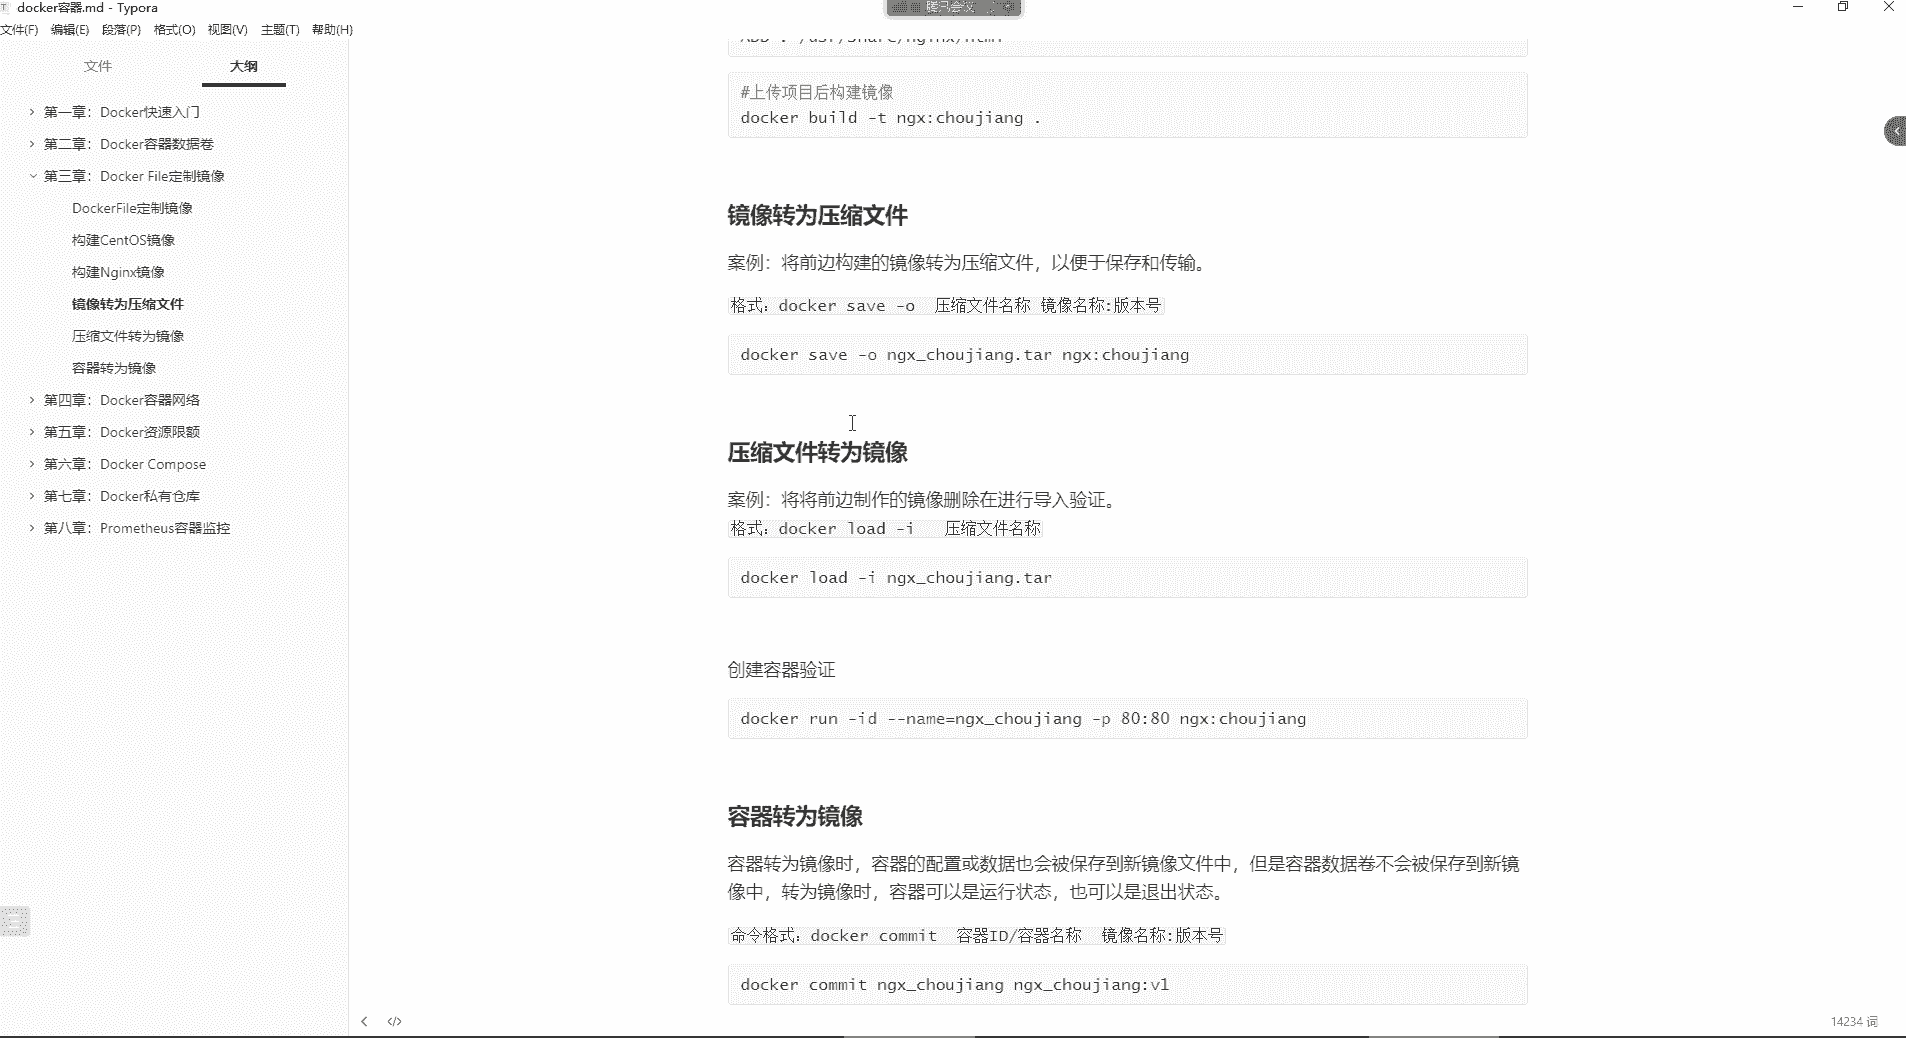 docker容器.md - Typora
腾讯会议
文件(F) 编辑(E) 段落(P) 格式(O) 视图(V) 主题(T) 帮助(H)
文件 大纲
第一章：Docker快速入门
第二章：Docker容器数据卷
第三章：Docker File定制镜像
DockerFile定制镜像
构建CentOS镜像
构建Nginx镜像
镜像转为压缩文件
压缩文件转为镜像
容器转为镜像
第四章：Docker容器网络
第五章：Docker资源限额
第六章：Docker Compose
第七章：Docker私有仓库
第八章：Prometheus容器监控
ADD . /usr/share/nginx/html
#上传项目后构建镜像
docker build -t ngx:choujiang .
镜像转为压缩文件
案例：将前边构建的镜像转为压缩文件，以便于保存和传输。
格式：docker save -o 压缩文件名称 镜像名称:版本号
docker save -o ngx_choujiang.tar ngx:choujiang
压缩文件转为镜像
案例：将将前边制作的镜像删除在进行导入验证。
格式：docker load -i 压缩文件名称
docker load -i ngx_choujiang.tar
创建容器验证
docker run -id --name=ngx_choujiang -p 80:80 ngx:choujiang
容器转为镜像
容器转为镜像时，容器的配置或数据也会被保存到新镜像文件中，但是容器数据卷不会被保存到新镜
像中，转为镜像时，容器可以是运行状态，也可以是退出状态。
命令格式：docker commit 容器ID/容器名称 镜像名称:版本号
docker commit ngx_choujiang ngx_choujiang:v1
14234 词